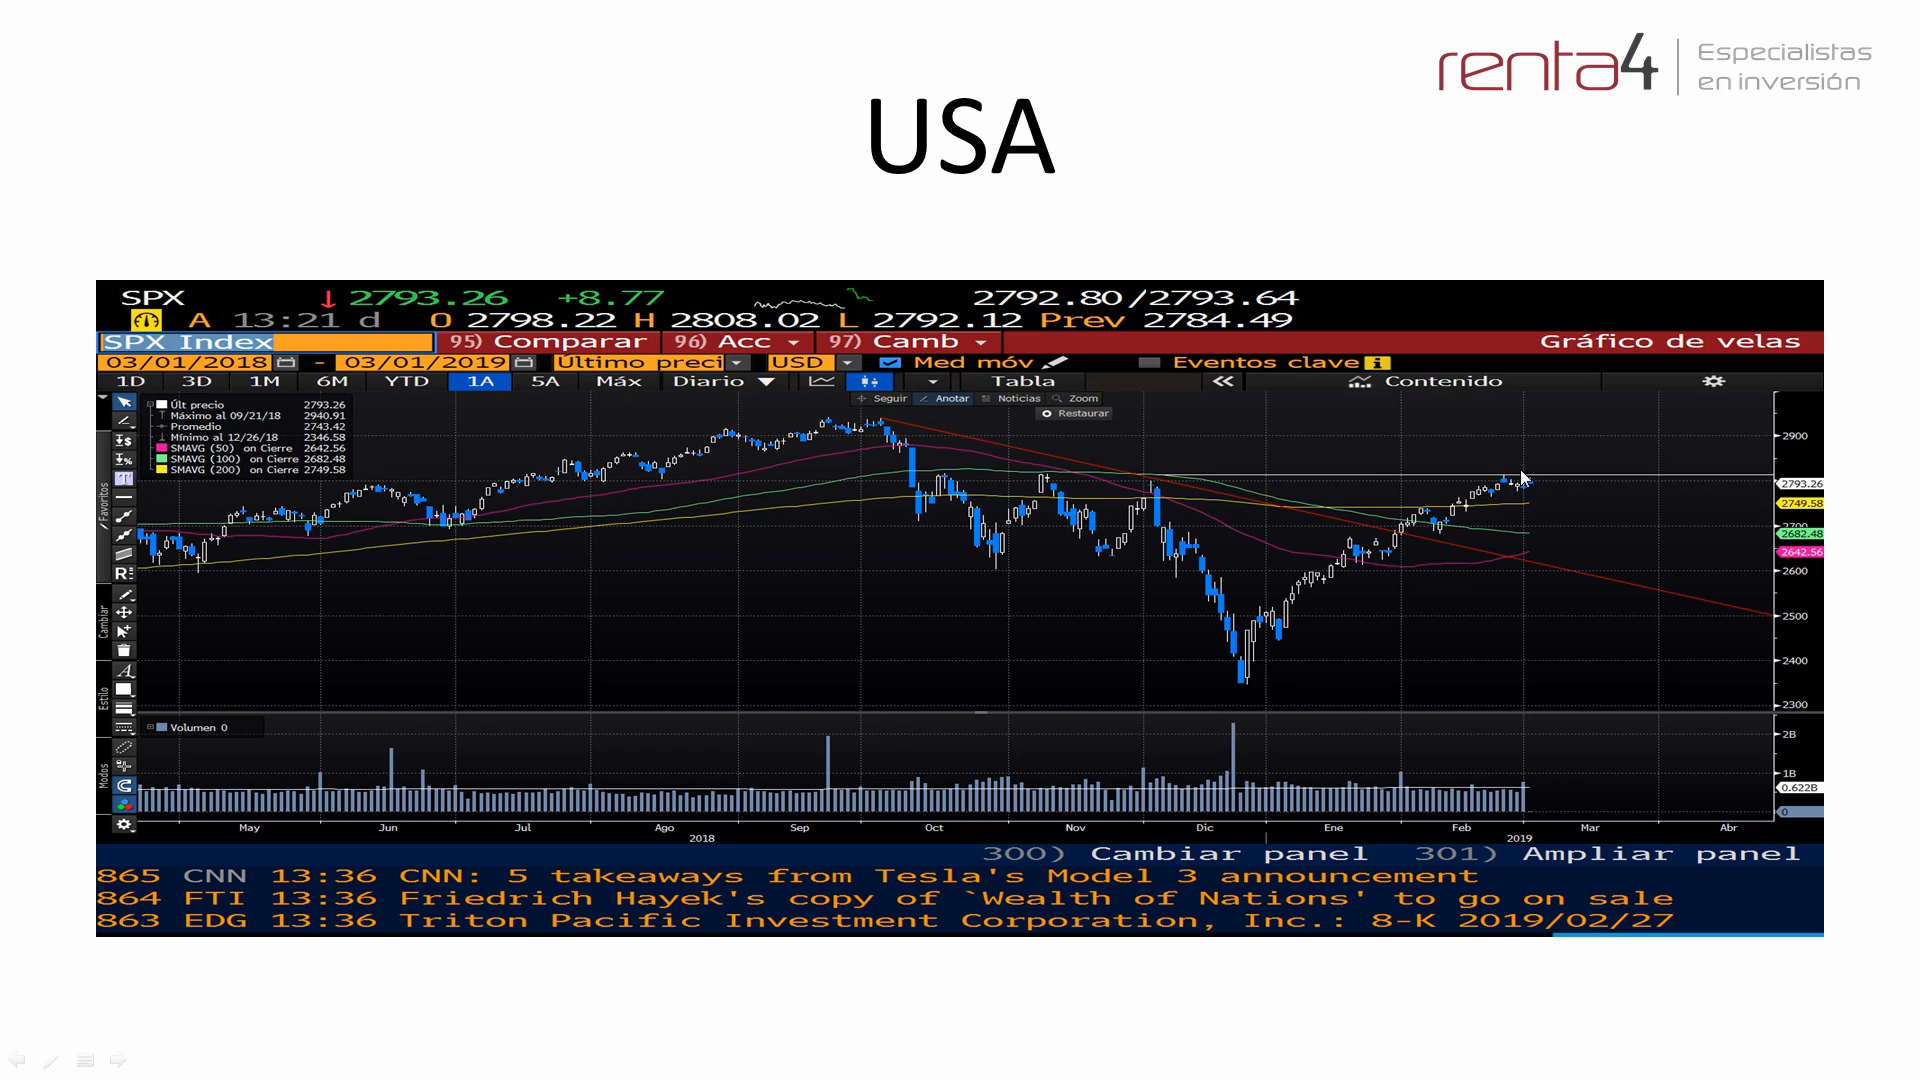 renta4 | Especialistas
en inversión
USA
SPX ↓ 2793.26 +8.77 2792.80/2793.64
A 13:21 d O 2798.22 H 2808.02 L 2792.12 Prev 2784.49
SPX Index 95) Comparar 96) Acc 97) Camb Gráfico de velas
03/01/2018 - 03/01/2019 Último preci USD Med móv Eventos clave
1D 3D 1M 6M YTD 1A 5A Máx Diario Tabla Contenido
Seguir Anotar Noticias Zoom
Restaurar
Últ precio 2793.26
Máximo al 09/21/18 2940.91
Promedio 2743.42
Mínimo al 12/26/18 2346.58
SMAVG (50) on Cierre 2642.56
SMAVG (100) on Cierre 2682.48
SMAVG (200) on Cierre 2749.58
Favoritos
Cambiar
Estilo
Modos
2900
2793.26
2749.58
2700
2682.48
2642.56
2600
2500
2400
2300
Volumen 0
2B
1B
0.622B
0
May Jun Jul Ago Sep Oct Nov Dic Ene Feb Mar Abr
2018 2019
300) Cambiar panel 301) Ampliar panel
865 CNN 13:36 CNN: 5 takeaways from Tesla's Model 3 announcement
864 FTI 13:36 Friedrich Hayek's copy of `Wealth of Nations' to go on sale
863 EDG 13:36 Triton Pacific Investment Corporation, Inc.: 8-K 2019/02/27